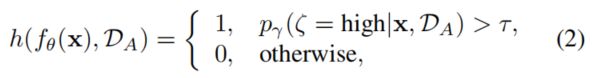 h(f_θ(x), 𝒟_A) = { 1, p_γ(ζ = high|x, 𝒟_A) > τ,
0, otherwise, (2)